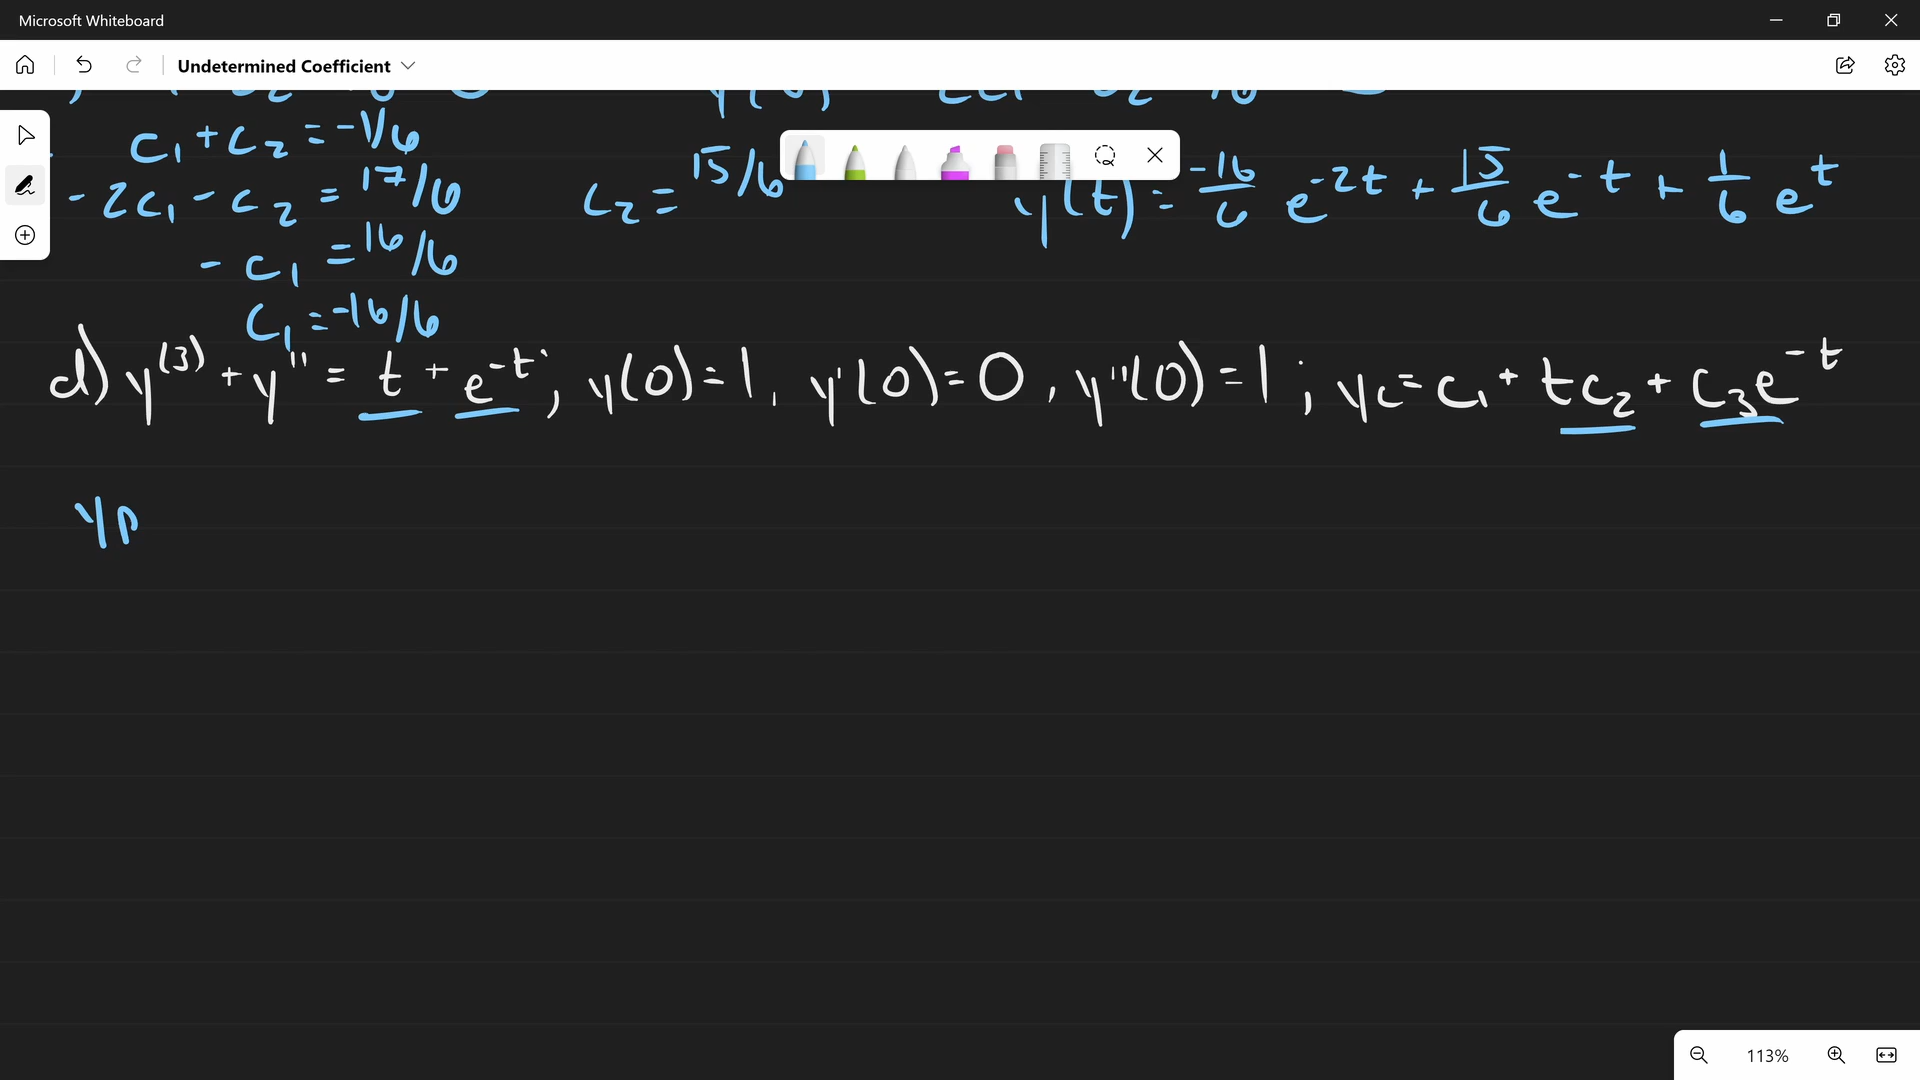 Microsoft Whiteboard
Undetermined Coefficient
c₁ + c₂ = -1/6
-2c₁ - c₂ = 17/6
- c₁ = 16/6
c₁ = -16/6
c₂ = 15/6
y(t) = -16/6 e^-2t + 15/6 e^-t + 1/6 e^t
d) y^(3) + y'' = t + e^-t ; y(0) = 1, y'(0) = 0, y''(0) = 1 ; yc = c₁ + tc₂ + c₃e^-t
yp
113%